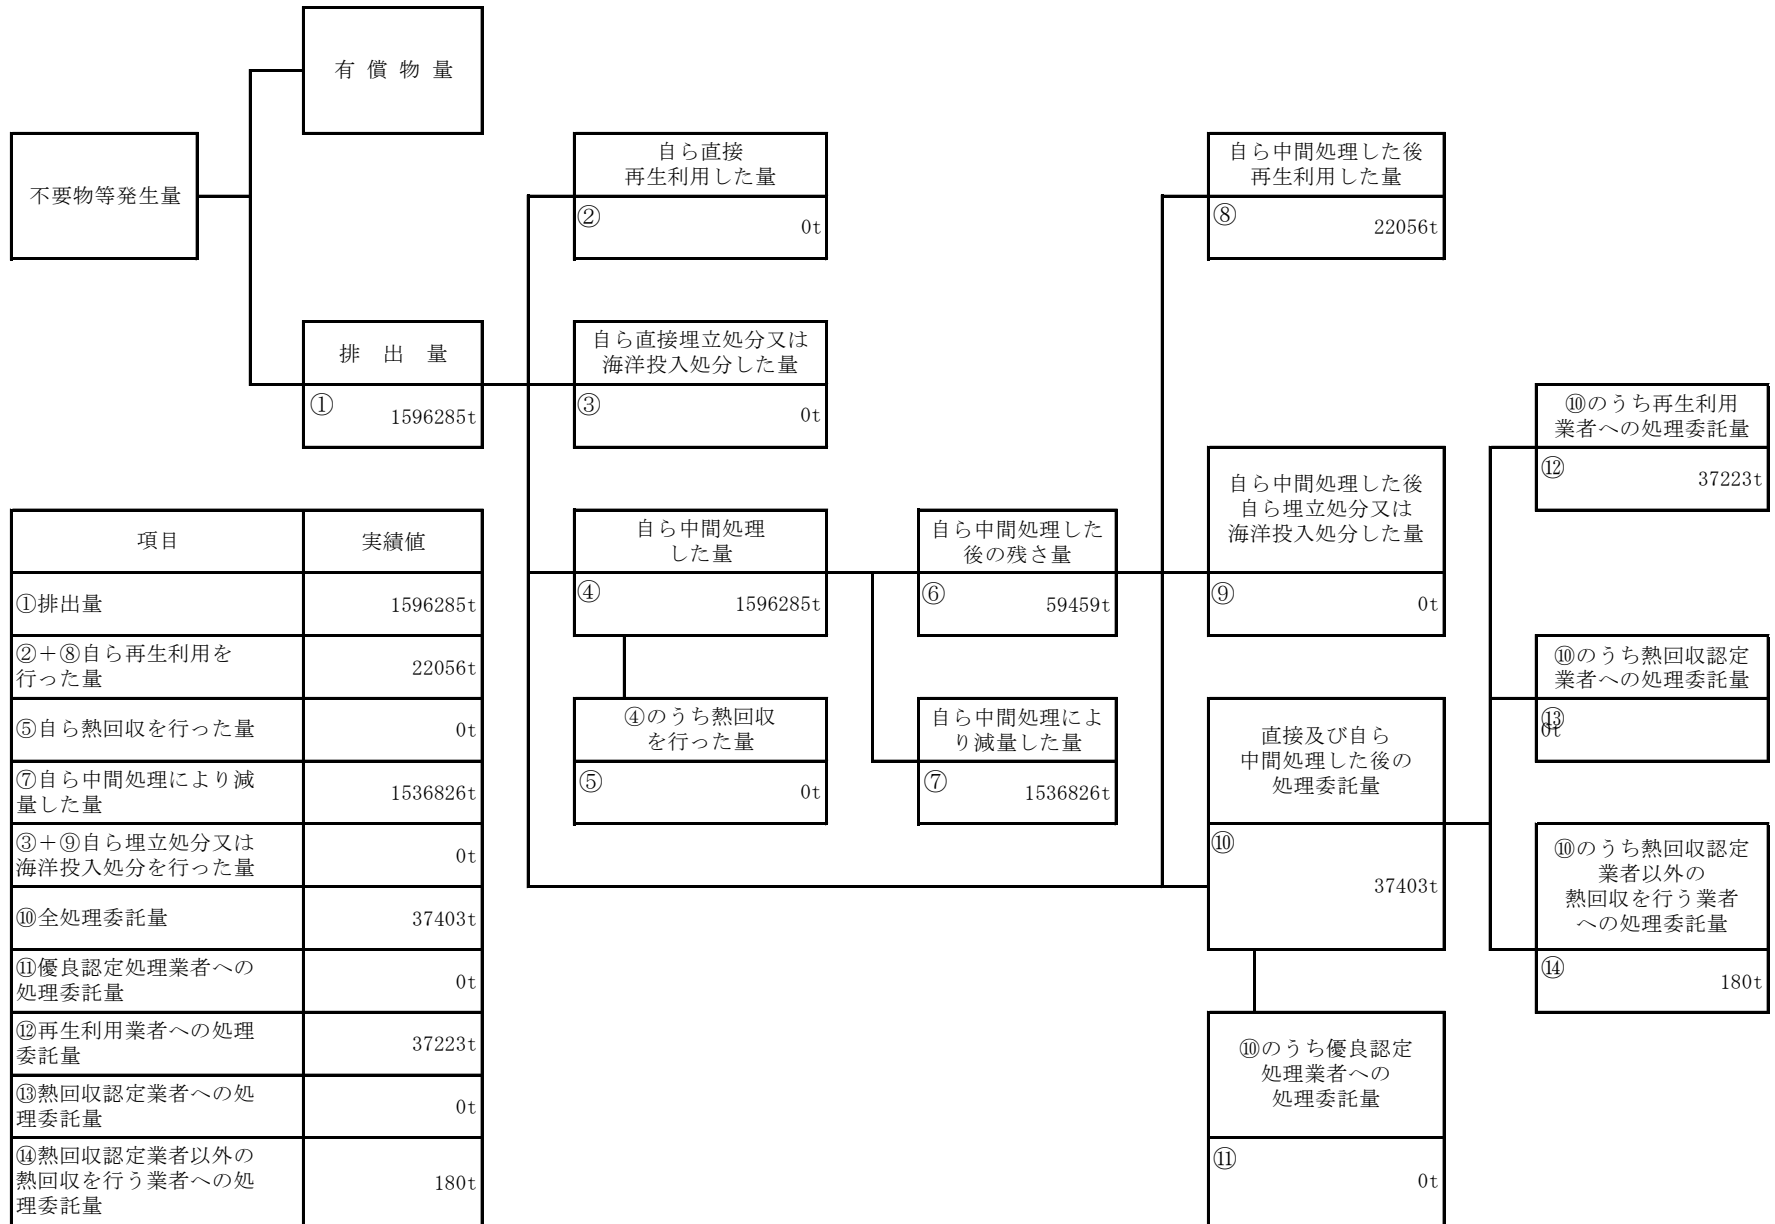 有 償 物 量
不要物等発生量
自ら直接
再生利用した量
②
0t
自ら中間処理した後
再生利用した量
⑧
22056t
排 出 量
①
1596285t
自ら直接埋立処分又は
海洋投入処分した量
③
0t
⑩のうち再生利用
業者への処理委託量
⑫
37223t
自ら中間処理した後
自ら埋立処分又は
海洋投入処分した量
⑨
0t
自ら中間処理
した量
④
1596285t
自ら中間処理した
後の残さ量
⑥
59459t
⑩のうち熱回収認定
業者への処理委託量
⑬
0t
④のうち熱回収
を行った量
⑤
0t
自ら中間処理によ
り減量した量
⑦
1536826t
直接及び自ら
中間処理した後の
処理委託量
⑩
37403t
⑩のうち熱回収認定
業者以外の
熱回収を行う業者
への処理委託量
⑭
180t
⑩のうち優良認定
処理業者への
処理委託量
⑪
0t
項目 実績値
①排出量 1596285t
②+⑧自ら再生利用を
行った量
22056t
⑤自ら熱回収を行った量 0t
⑦自ら中間処理により減
量した量
1536826t
③+⑨自ら埋立処分又は
海洋投入処分を行った量
0t
⑩全処理委託量 37403t
⑪優良認定処理業者への
処理委託量
0t
⑫再生利用業者への処理
委託量
37223t
⑬熱回収認定業者への処
理委託量
0t
⑭熱回収認定業者以外の
熱回収を行う業者への処
理委託量
180t